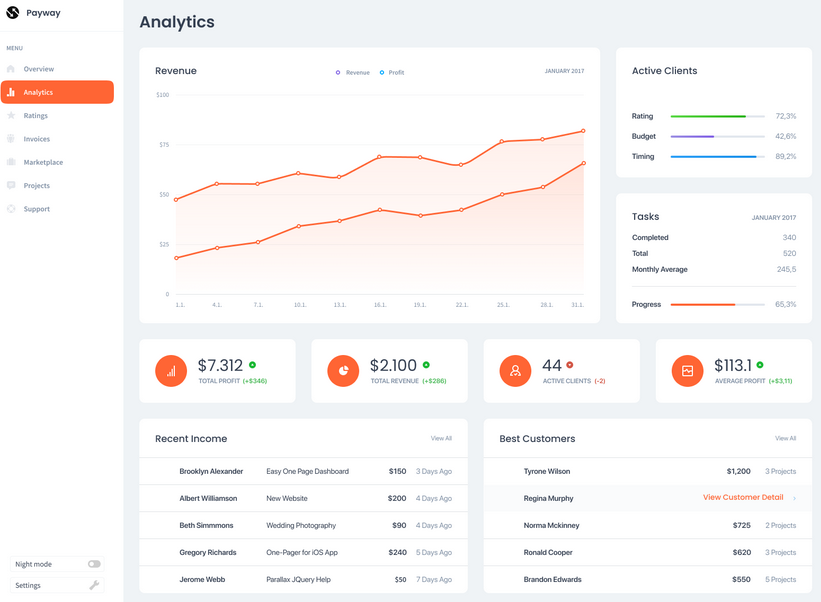 Payway
MENU
Overview
Analytics
Ratings
Invoices
Marketplace
Projects
Support
Night mode
Settings
Analytics
Revenue
Revenue Profit
JANUARY 2017
$100
$75
$50
$25
0
1.1. 4.1. 7.1. 10.1. 13.1. 16.1. 19.1. 22.1. 25.1. 28.1. 31.1.
Active Clients
Rating 72,3%
Budget 42,6%
Timing 89,2%
Tasks JANUARY 2017
Completed 340
Total 520
Monthly Average 245,5
Progress 65,3%
$7.312
TOTAL PROFIT (+$346)
$2.100
TOTAL REVENUE (+$286)
44
ACTIVE CLIENTS (-2)
$113.1
AVERAGE PROFIT (+$3,11)
Recent Income View All
Brooklyn Alexander Easy One Page Dashboard $150 3 Days Ago
Albert Williamson New Website $200 4 Days Ago
Beth Simmmons Wedding Photography $90 4 Days Ago
Gregory Richards One-Pager for iOS App $240 5 Days Ago
Jerome Webb Parallax JQuery Help $50 7 Days Ago
Best Customers View All
Tyrone Wilson $1,200 3 Projects
Regina Murphy View Customer Detail
Norma Mckinney $725 2 Projects
Ronald Cooper $620 3 Projects
Brandon Edwards $550 5 Projects